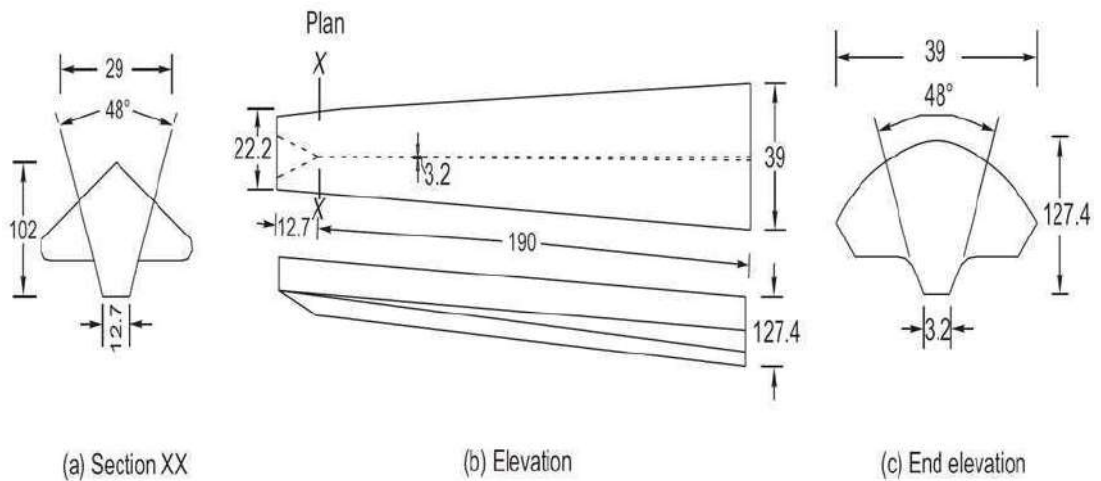 Plan
X
29
48°
102
12.7
22.2
3.2
39
X
12.7
190
127.4
39
48°
127.4
3.2
(a) Section XX
(b) Elevation
(c) End elevation